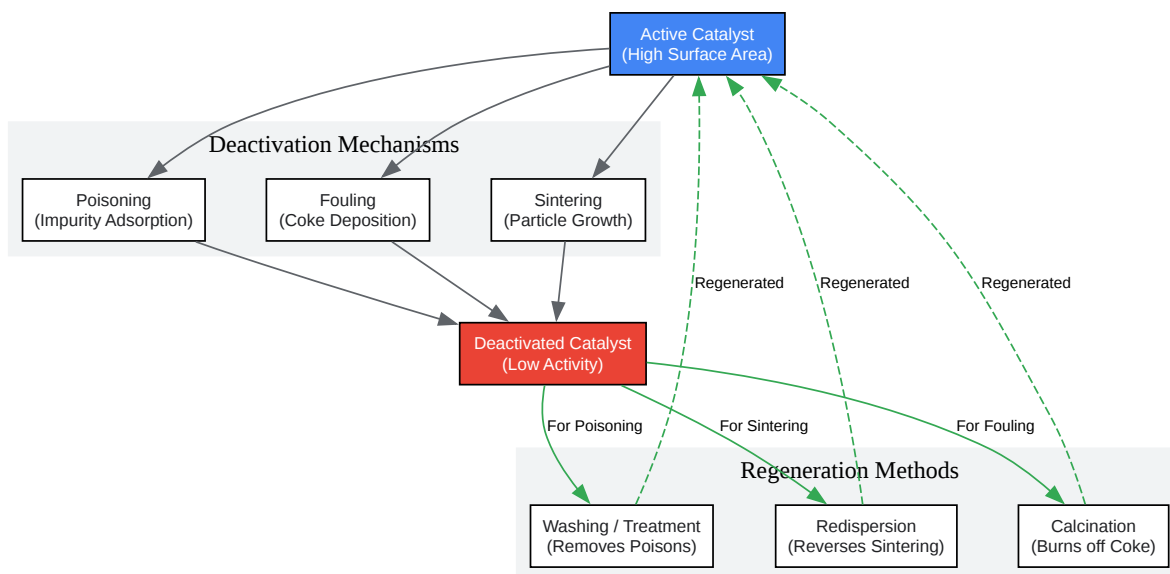 Active Catalyst
(High Surface Area)
Deactivation Mechanisms
Poisoning
(Impurity Adsorption)
Fouling
(Coke Deposition)
Sintering
(Particle Growth)
Regenerated
Regenerated
Regenerated
Deactivated Catalyst
(Low Activity)
For Poisoning
For Sintering
For Fouling
Regeneration Methods
Washing / Treatment
(Removes Poisons)
Redispersion
(Reverses Sintering)
Calcination
(Burns off Coke)